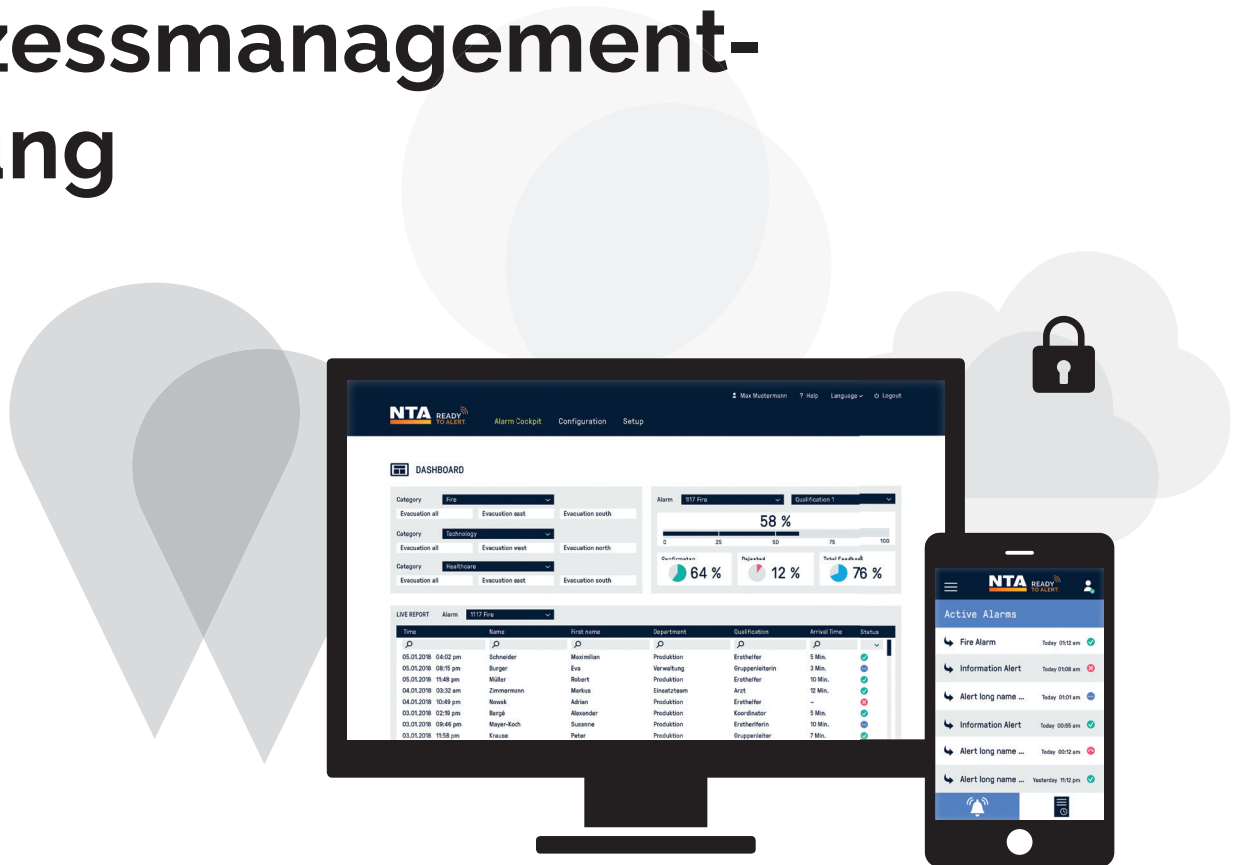 zessmanagement-
ung
Max Mustermann ? Help Language Logout
NTA READY TO ALERT.
Alarm Cockpit Configuration Setup
DASHBOARD
Category Fire
Evacuation all Evacuation east Evacuation south
Category Technology
Evacuation all Evacuation west Evacuation north
Category Healthcare
Evacuation all Evacuation east Evacuation south
Alarm 1117 Fire Qualification 1
58 %
0 25 50 75 100
Rejected Total Feedback
64 % 12 % 76 %
LIVE REPORT Alarm 1117 Fire
Time Name First name Department Qualification Arrival Time Status
05.01.2018 04:02 pm Schneider Maximilian Produktion Ersthelfer 5 Min.
05.01.2018 08:15 pm Burger Eva Verwaltung Gruppenleiterin 3 Min.
05.01.2018 11:48 pm Müller Robert Produktion Ersthelfer 10 Min.
04.01.2018 03:32 am Zimmermann Markus Einsatzteam Arzt 12 Min.
04.01.2018 10:49 pm Nowak Adrian Produktion Ersthelfer –
03.01.2018 02:19 pm Bergé Alexander Produktion Koordinator 5 Min.
03.01.2018 09:46 pm Mayer-Koch Susanne Produktion Erstherlferin 10 Min.
03.01.2018 11:58 pm Krause Peter Produktion Gruppenleiter 7 Min.
NTA READY TO ALERT.
Active Alarms
Fire Alarm Today 01:12 am
Information Alert Today 01:08 am
Alert long name ... Today 01:01 am
Information Alert Today 00:55 am
Alert long name ... Today 00:12 am
Alert long name ... Yesterday 11:12 pm